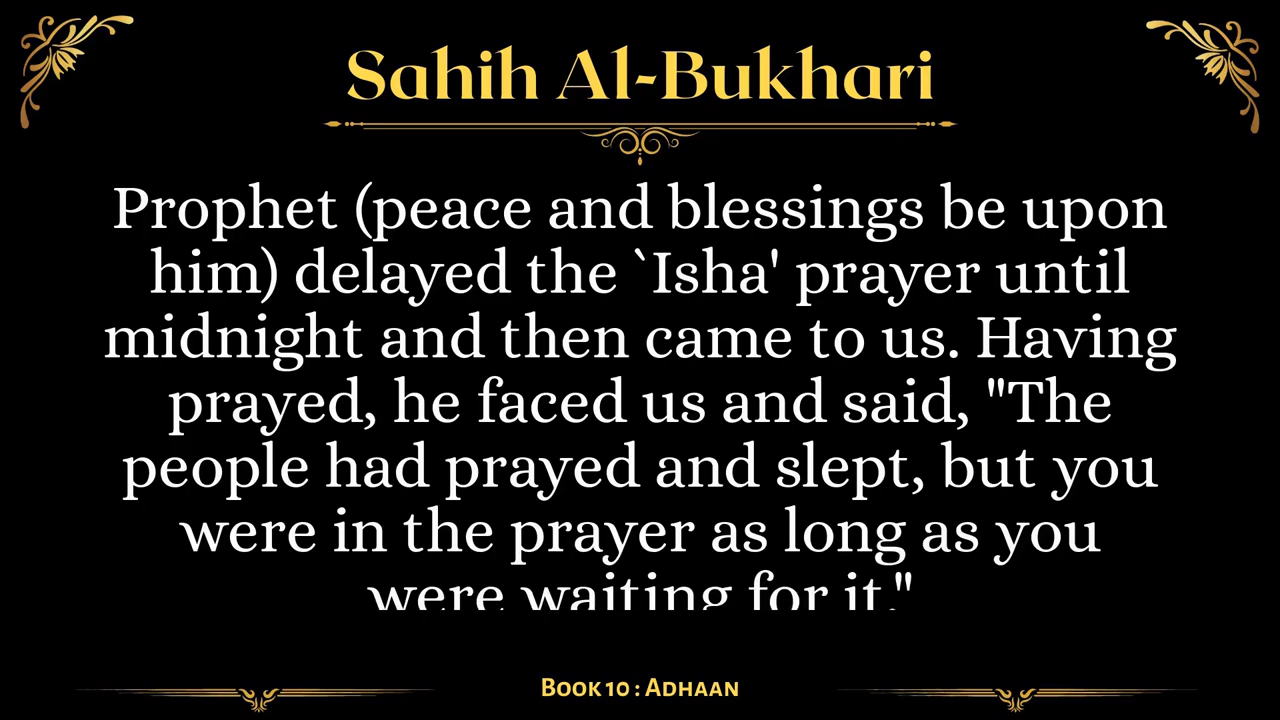 Sahih Al-Bukhari
Prophet (peace and blessings be upon
him) delayed the `Isha' prayer until
midnight and then came to us. Having
prayed, he faced us and said, "The
people had prayed and slept, but you
were in the prayer as long as you
were waiting for it."
Book 10 : Adhaan